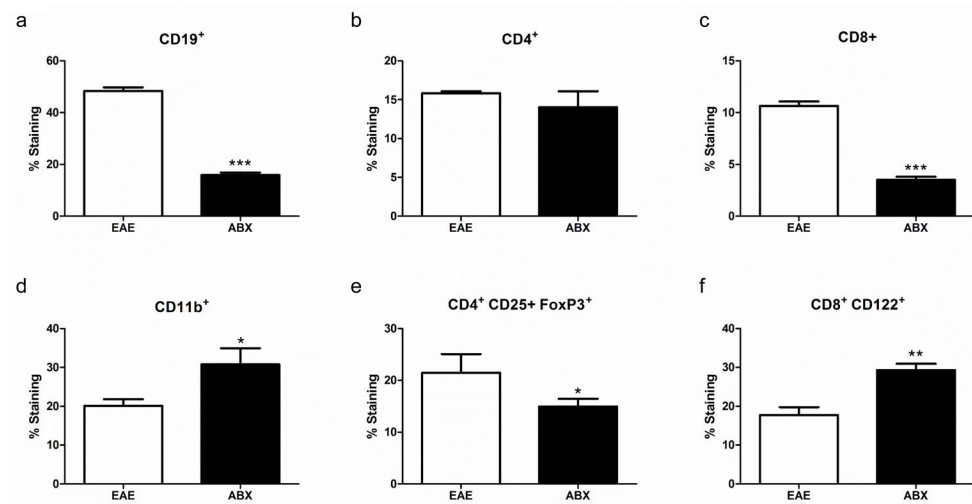 a
CD19⁺
60
40
20
0
% Staining
***
EAE
ABX
b
CD4⁺
20
15
10
5
0
% Staining
EAE
ABX
c
CD8+
15
10
5
0
% Staining
***
EAE
ABX
d
CD11b⁺
40
30
20
10
0
% Staining
*
EAE
ABX
e
CD4⁺ CD25+ FoxP3⁺
30
20
10
0
% Staining
*
EAE
ABX
f
CD8⁺ CD122⁺
40
30
20
10
0
% Staining
**
EAE
ABX